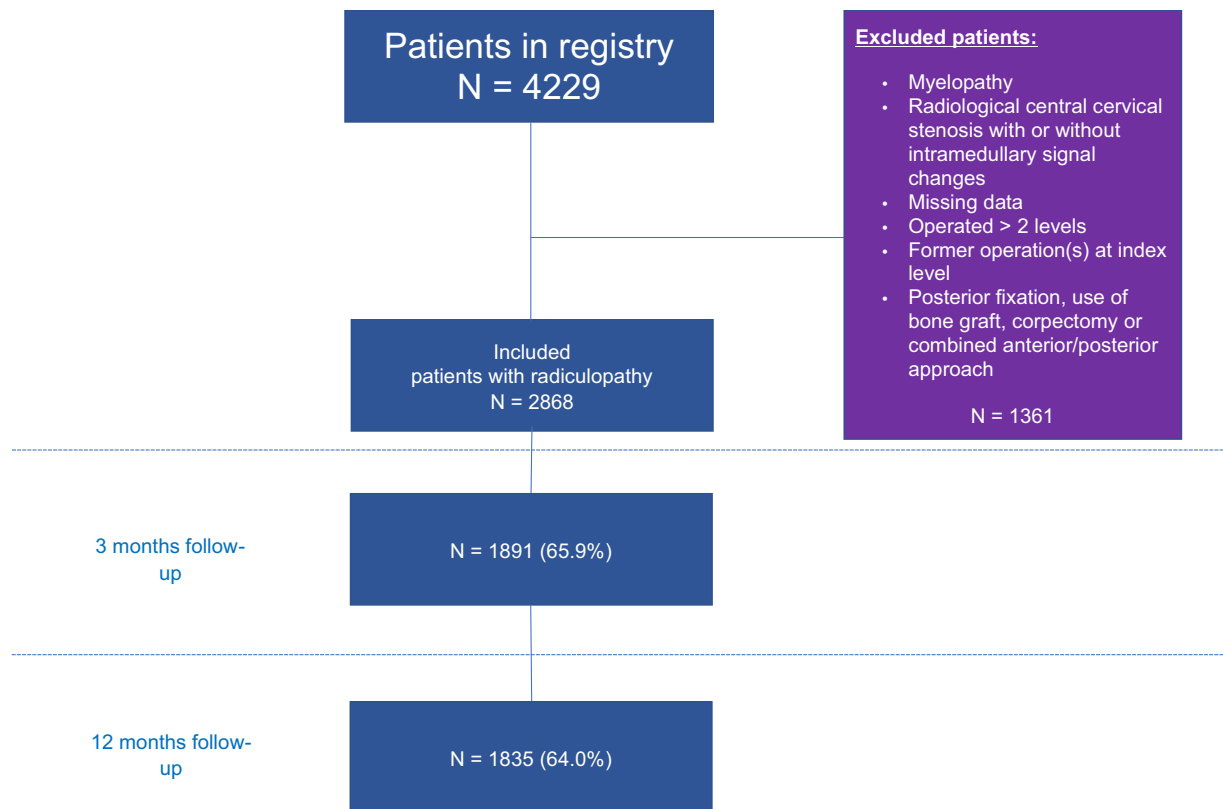 Patients in registry
N = 4229
Excluded patients:
• Myelopathy
• Radiological central cervical
stenosis with or without
intramedullary signal
changes
• Missing data
• Operated > 2 levels
• Former operation(s) at index
level
• Posterior fixation, use of
bone graft, corpectomy or
combined anterior/posterior
approach
N = 1361
Included
patients with radiculopathy
N = 2868
3 months follow-
up
N = 1891 (65.9%)
12 months follow-
up
N = 1835 (64.0%)